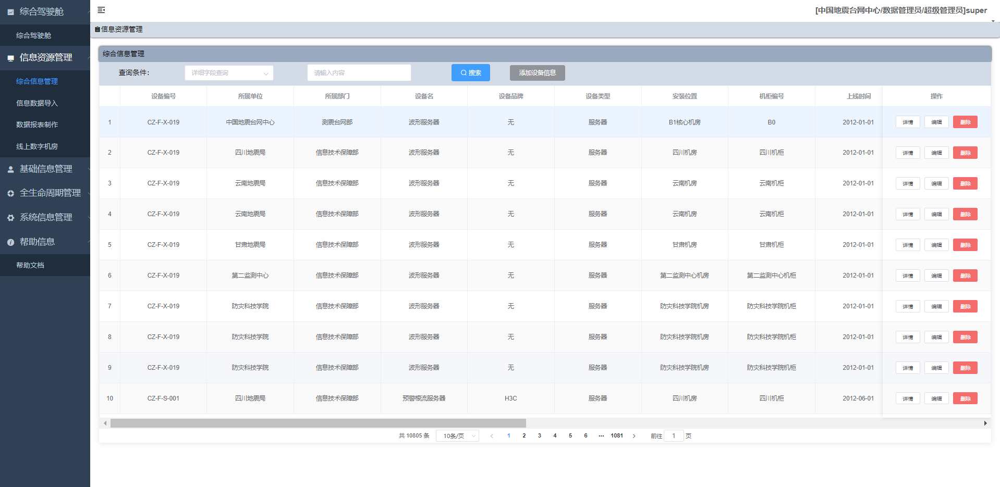 综合驾驶舱
综合驾驶舱
信息资源管理
综合信息管理
信息数据导入
数据报表制作
线上数字机房
基础信息管理
全生命周期管理
系统信息管理
帮助信息
帮助文档
[中国地震台网中心/数据管理员/超级管理员]super
信息资源管理
综合信息管理
查询条件: 详细字段查询 请输入内容 搜索 添加设备信息
设备编号 所属单位 所属部门 设备名 设备品牌 设备类型 安装位置 机柜编号 上线时间 操作
1 CZ-F-X-019 中国地震台网中心 测震台网部 波形服务器 无 服务器 B1核心机房 B0 2012-01-01 详情 编辑 删除
2 CZ-F-X-019 四川地震局 信息技术保障部 波形服务器 无 服务器 四川机房 四川机柜 2012-01-01 详情 编辑 删除
3 CZ-F-X-019 云南地震局 信息技术保障部 波形服务器 无 服务器 云南机房 云南机柜 2012-01-01 详情 编辑 删除
4 CZ-F-X-019 云南地震局 信息技术保障部 波形服务器 无 服务器 云南机房 云南机柜 2012-01-01 详情 编辑 删除
5 CZ-F-X-019 甘肃地震局 信息技术保障部 波形服务器 无 服务器 甘肃机房 甘肃机柜 2012-01-01 详情 编辑 删除
6 CZ-F-X-019 第二监测中心 信息技术保障部 波形服务器 无 服务器 第二监测中心机房 第二监测中心机柜 2012-01-01 详情 编辑 删除
7 CZ-F-X-019 防灾科技学院 信息技术保障部 波形服务器 无 服务器 防灾科技学院机房 防灾科技学院机柜 2012-01-01 详情 编辑 删除
8 CZ-F-X-019 防灾科技学院 信息技术保障部 波形服务器 无 服务器 防灾科技学院机房 防灾科技学院机柜 2012-01-01 详情 编辑 删除
9 CZ-F-X-019 防灾科技学院 信息技术保障部 波形服务器 无 服务器 防灾科技学院机房 防灾科技学院机柜 2012-01-01 详情 编辑 删除
10 CZ-F-S-001 四川地震局 信息技术保障部 预警根流服务器 H3C 服务器 四川机房 四川机柜 2012-06-01 详情 编辑 删除
共 10805 条 10条/页 1 2 3 4 5 6 ... 1081 前往 1 页